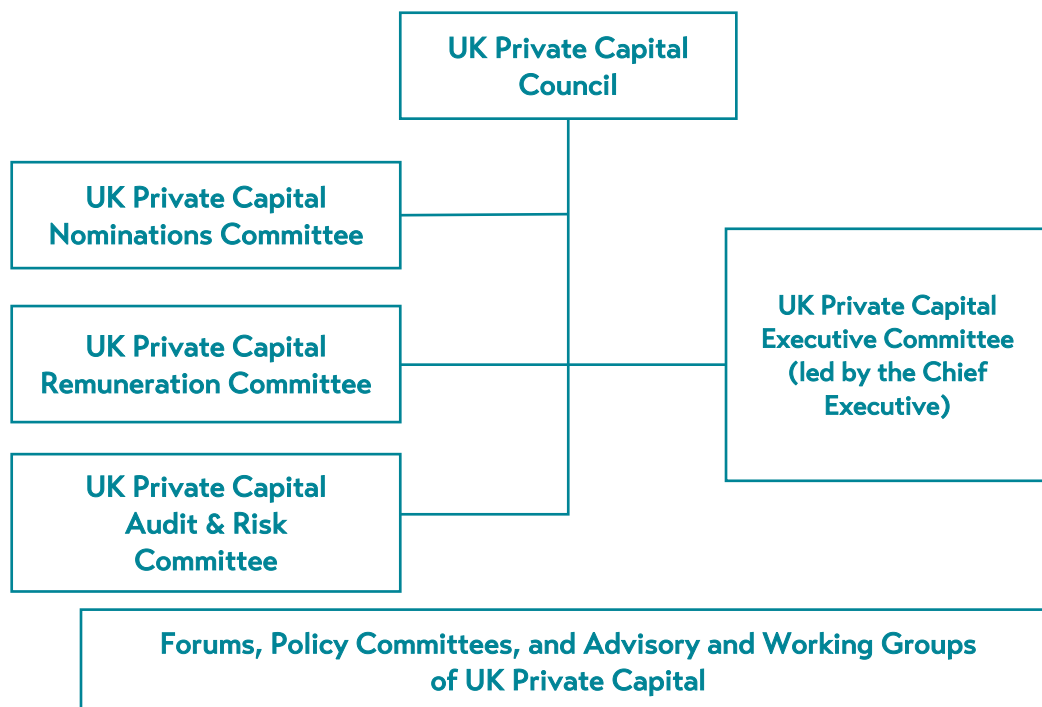 UK Private Capital
Council
UK Private Capital
Nominations Committee
UK Private Capital
Remuneration Committee
UK Private Capital
Audit & Risk
Committee
UK Private Capital
Executive Committee
(led by the Chief
Executive)
Forums, Policy Committees, and Advisory and Working Groups
of UK Private Capital